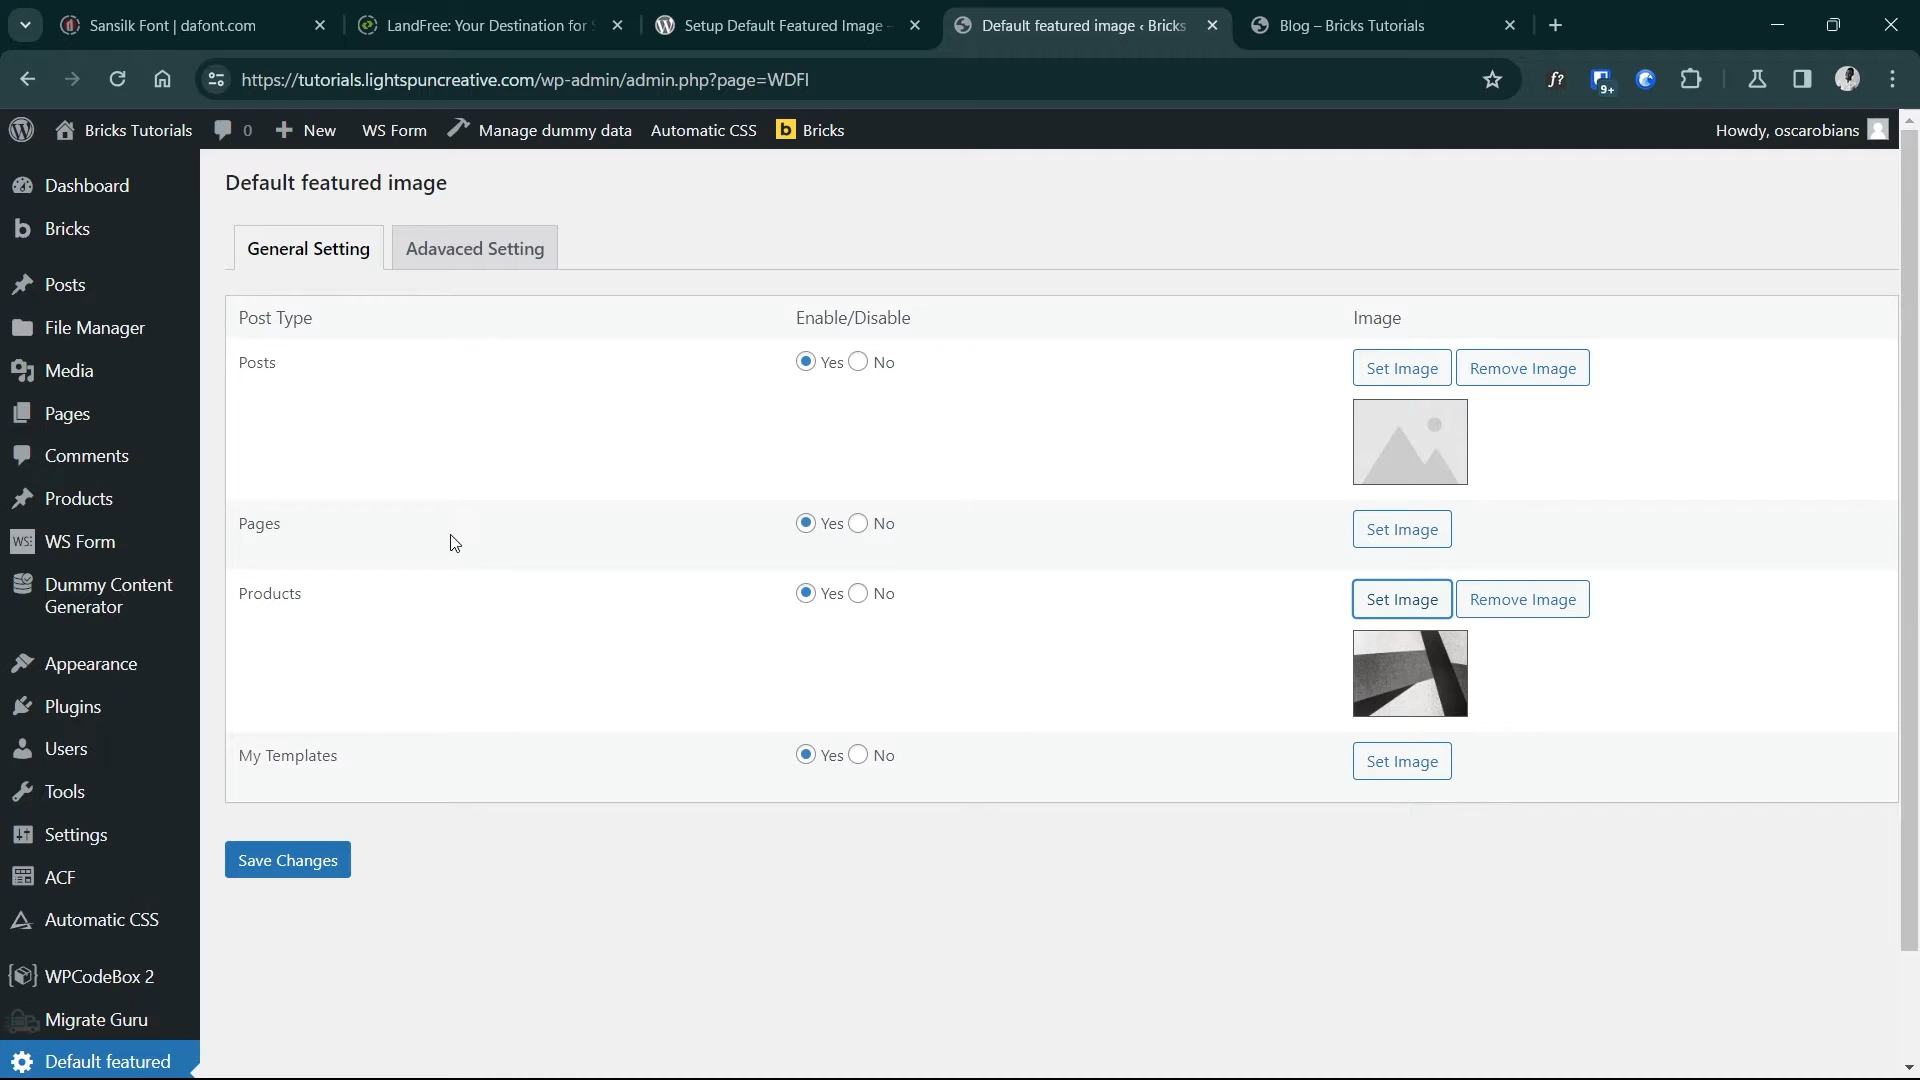 Sansilk Font | dafont.com
LandFree: Your Destination for
Setup Default Featured Image -
Default featured image ‹ Bricks
Blog – Bricks Tutorials
https://tutorials.lightspuncreative.com/wp-admin/admin.php?page=WDFI
f?
9+
Bricks Tutorials
0
New
WS Form
Manage dummy data
Automatic CSS
b
Bricks
Howdy, oscarobians
Dashboard
b
Bricks
Posts
File Manager
Media
Pages
Comments
Products
WS
WS Form
Dummy Content
Generator
Appearance
Plugins
Users
Tools
Settings
ACF
Automatic CSS
WPCodeBox 2
Migrate Guru
Default featured
Default featured image
General Setting
Adavaced Setting
Post Type
Enable/Disable
Image
Posts
Yes No
Set Image
Remove Image
Pages
Yes No
Set Image
Products
Yes No
Set Image
Remove Image
My Templates
Yes No
Set Image
Save Changes